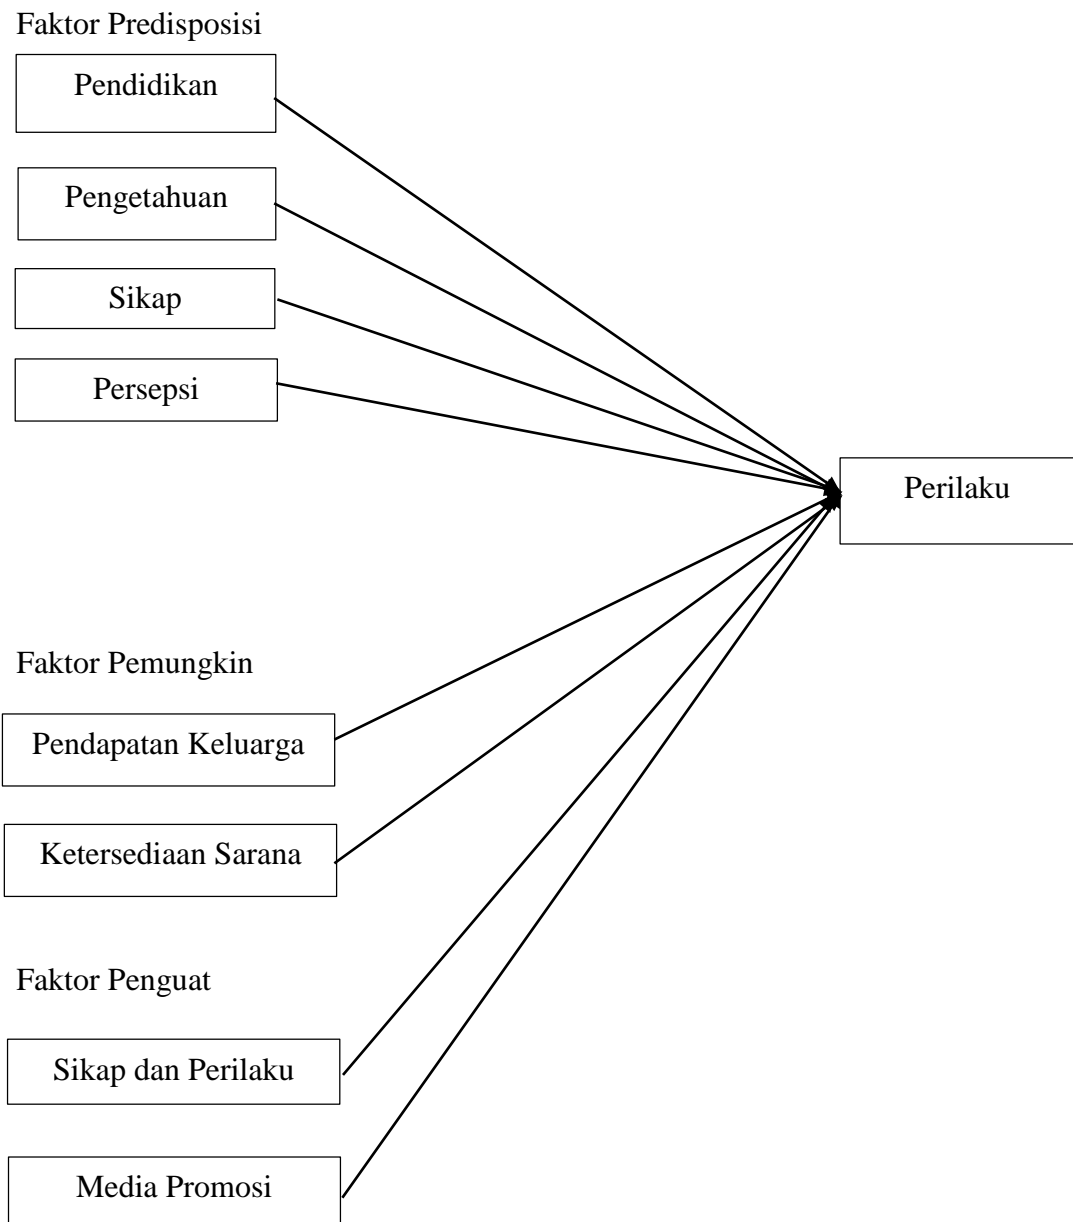 Faktor Predisposisi
Pendidikan
Pengetahuan
Sikap
Persepsi
Perilaku
Faktor Pemungkin
Pendapatan Keluarga
Ketersediaan Sarana
Faktor Penguat
Sikap dan Perilaku
Media Promosi